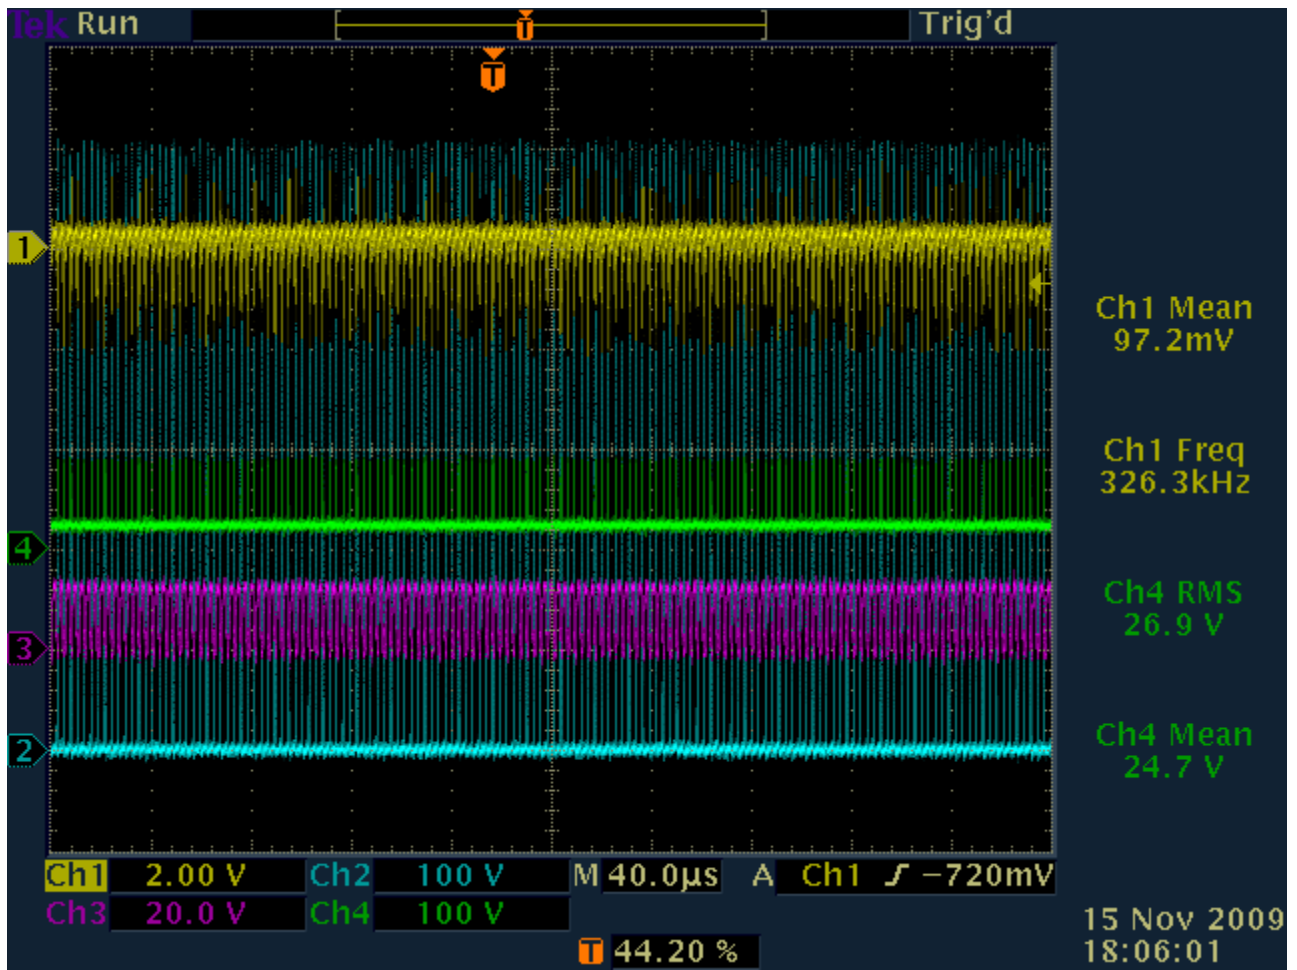 Tek Run Trig'd
T
T
1
Ch1 Mean
97.2mV
Ch1 Freq
326.3kHz
4
Ch4 RMS
26.9 V
3
Ch4 Mean
24.7 V
2
Ch1 2.00 V Ch2 100 V M 40.0µs A Ch1 −720mV
Ch3 20.0 V Ch4 100 V
15 Nov 2009
T 44.20 % 18:06:01